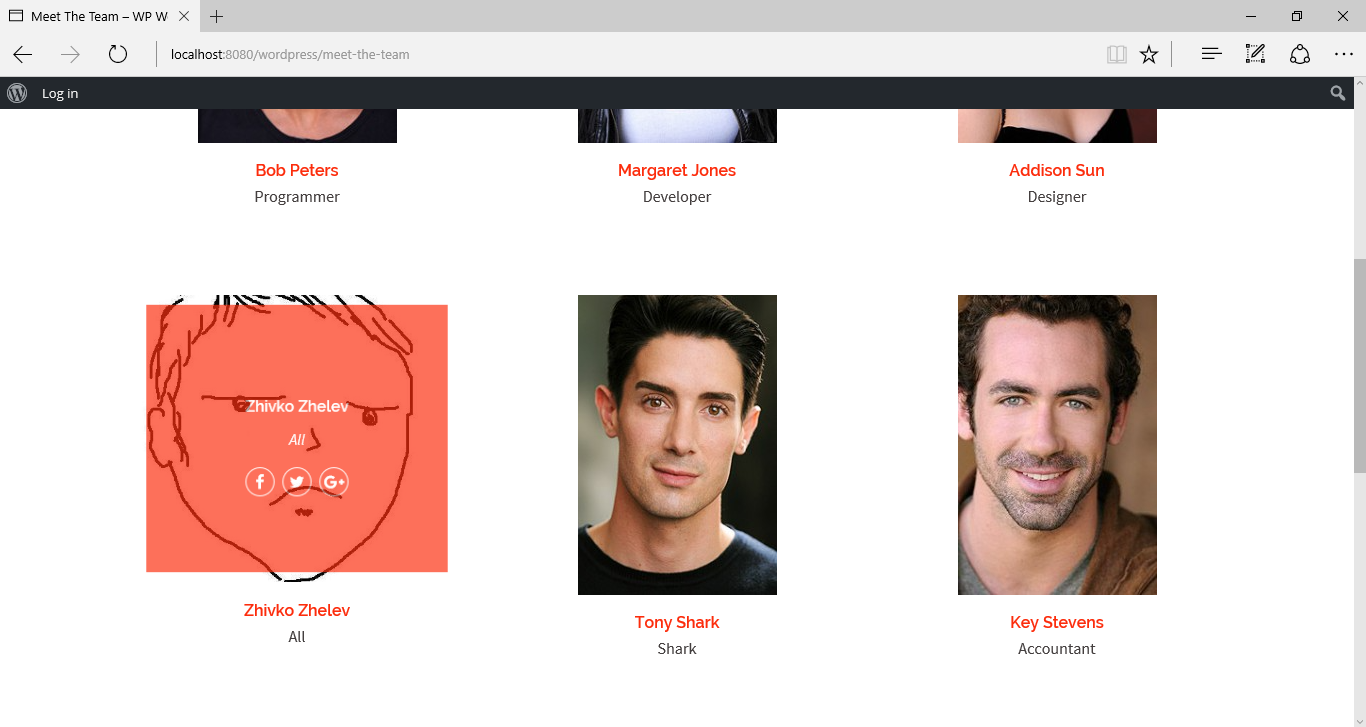 Meet The Team – WP W
localhost:8080/wordpress/meet-the-team
Log in
Bob Peters
Programmer
Margaret Jones
Developer
Addison Sun
Designer
Zhivko Zhelev
All
Zhivko Zhelev
All
Tony Shark
Shark
Key Stevens
Accountant